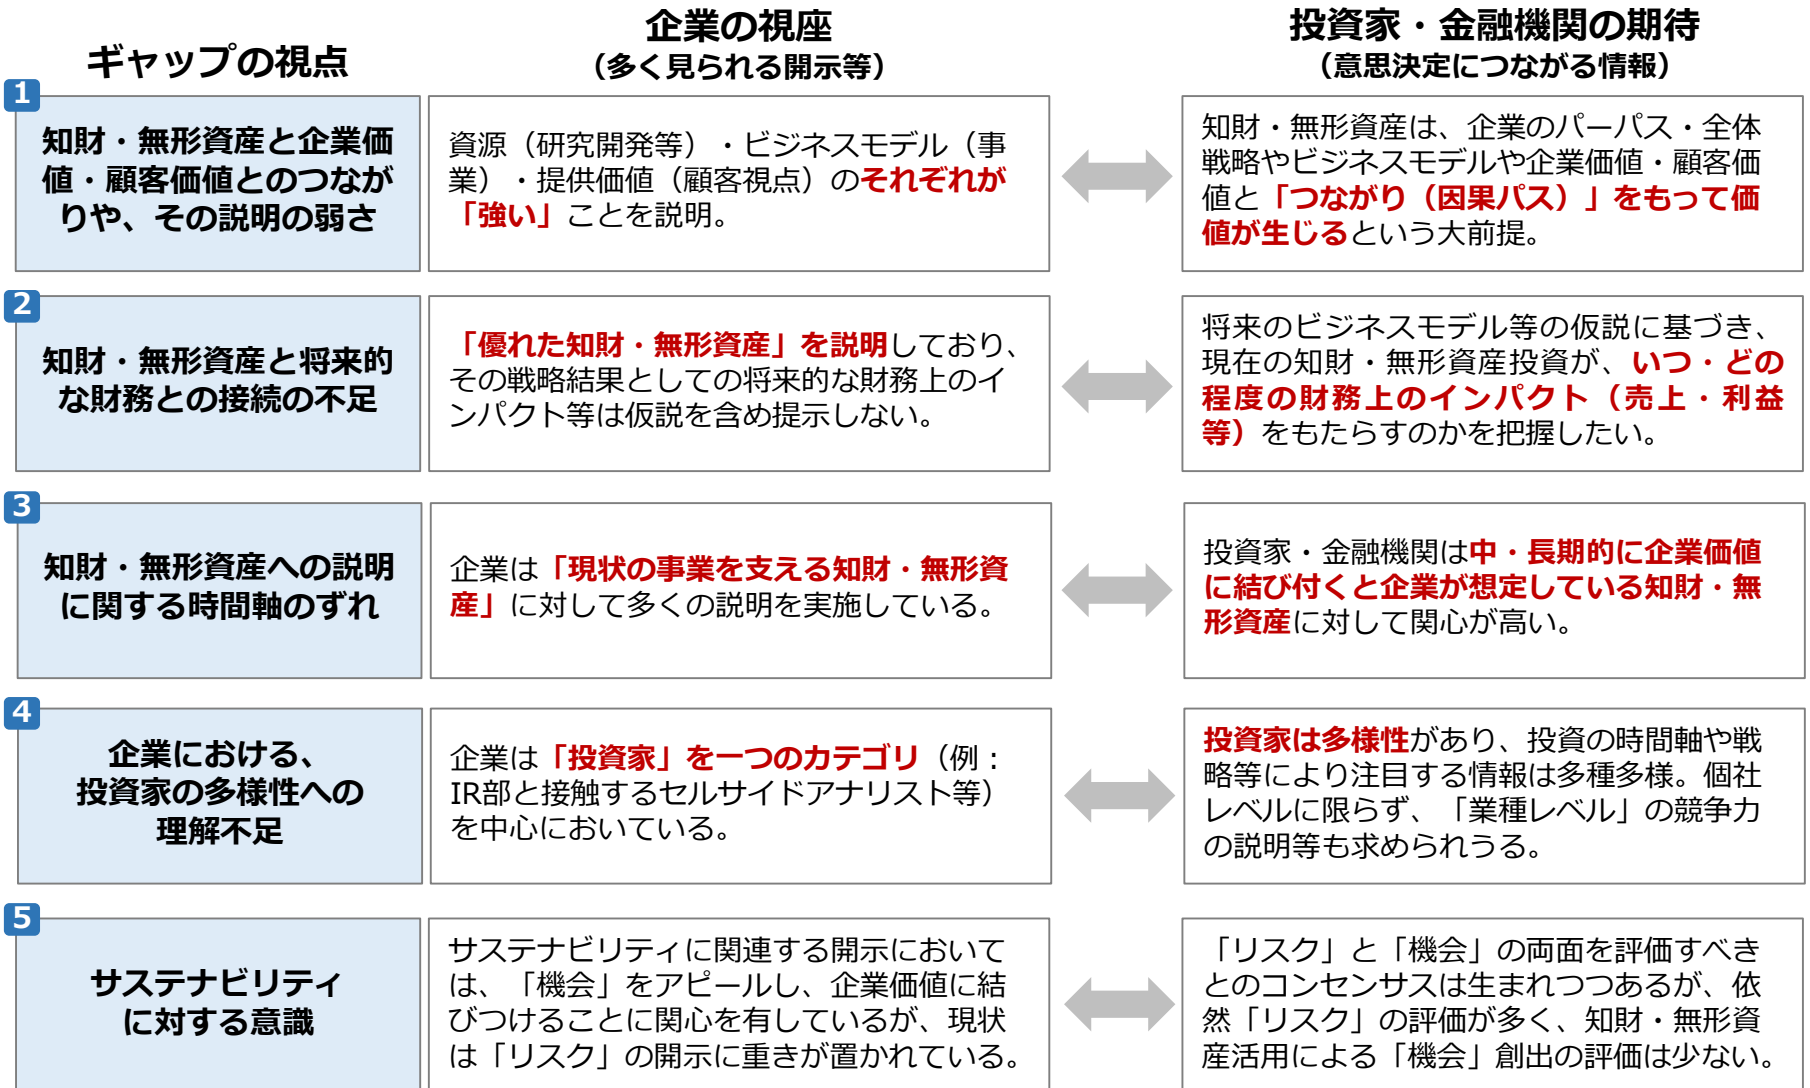 ギャップの視点
企業の視座
（多く見られる開示等）
投資家・金融機関の期待
（意思決定につながる情報）
1
知財・無形資産と企業価
値・顧客価値とのつなが
りや、その説明の弱さ
資源（研究開発等）・ビジネスモデル（事
業）・提供価値（顧客視点）のそれぞれが
「強い」ことを説明。
知財・無形資産は、企業のパーパス・全体
戦略やビジネスモデルや企業価値・顧客価
値と「つながり（因果パス）」をもって価
値が生じるという大前提。
2
知財・無形資産と将来的
な財務との接続の不足
「優れた知財・無形資産」を説明しており、
その戦略結果としての将来的な財務上のイ
ンパクト等は仮説を含め提示しない。
将来のビジネスモデル等の仮説に基づき、
現在の知財・無形資産投資が、いつ・どの
程度の財務上のインパクト（売上・利益
等）をもたらすのかを把握したい。
3
知財・無形資産への説明
に関する時間軸のずれ
企業は「現状の事業を支える知財・無形資
産」に対して多くの説明を実施している。
投資家・金融機関は中・長期的に企業価値
に結び付くと企業が想定している知財・無
形資産に対して関心が高い。
4
企業における、
投資家の多様性への
理解不足
企業は「投資家」を一つのカテゴリ（例：
IR部と接触するセルサイドアナリスト等）
を中心においている。
投資家は多様性があり、投資の時間軸や戦
略等により注目する情報は多種多様。個社
レベルに限らず、「業種レベル」の競争力
の説明等も求められうる。
5
サステナビリティ
に対する意識
サステナビリティに関連する開示において
は、「機会」をアピールし、企業価値に結
びつけることに関心を有しているが、現状
は「リスク」の開示に重きが置かれている。
「リスク」と「機会」の両面を評価すべき
とのコンセンサスは生まれつつあるが、依
然「リスク」の評価が多く、知財・無形資
産活用による「機会」創出の評価は少ない。